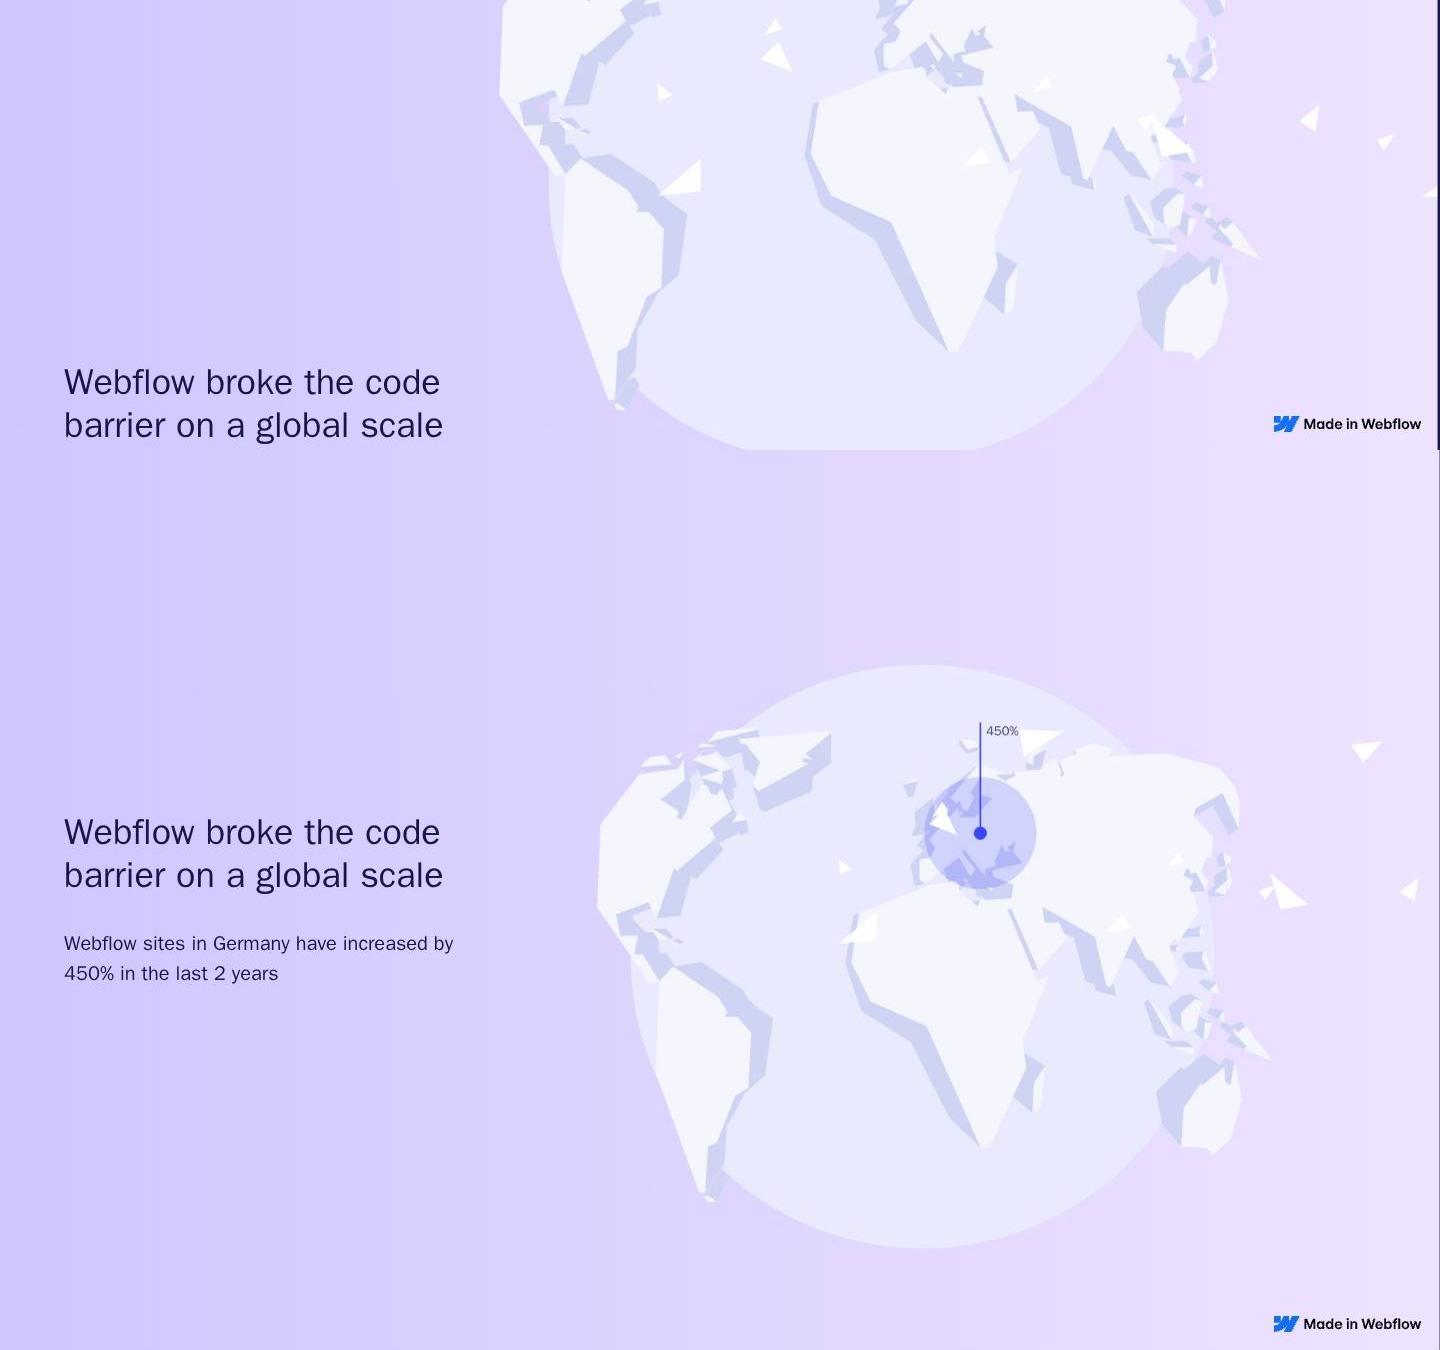 Webflow broke the code
barrier on a global scale
Made in Webflow
450%
Webflow broke the code
barrier on a global scale
Webflow sites in Germany have increased by
450% in the last 2 years
Made in Webflow